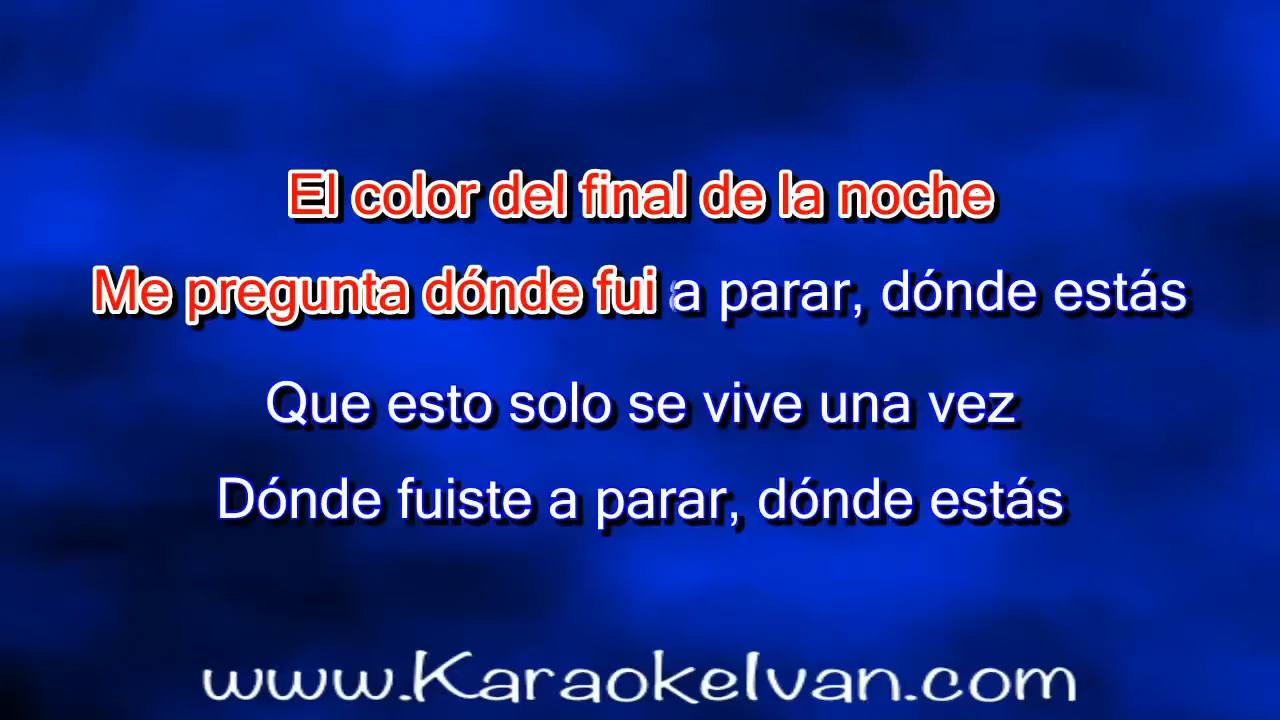 El color del final de la noche
Me pregunta dónde fui a parar, dónde estás
Que esto solo se vive una vez
Dónde fuiste a parar, dónde estás
www.KaraokeIvan.com